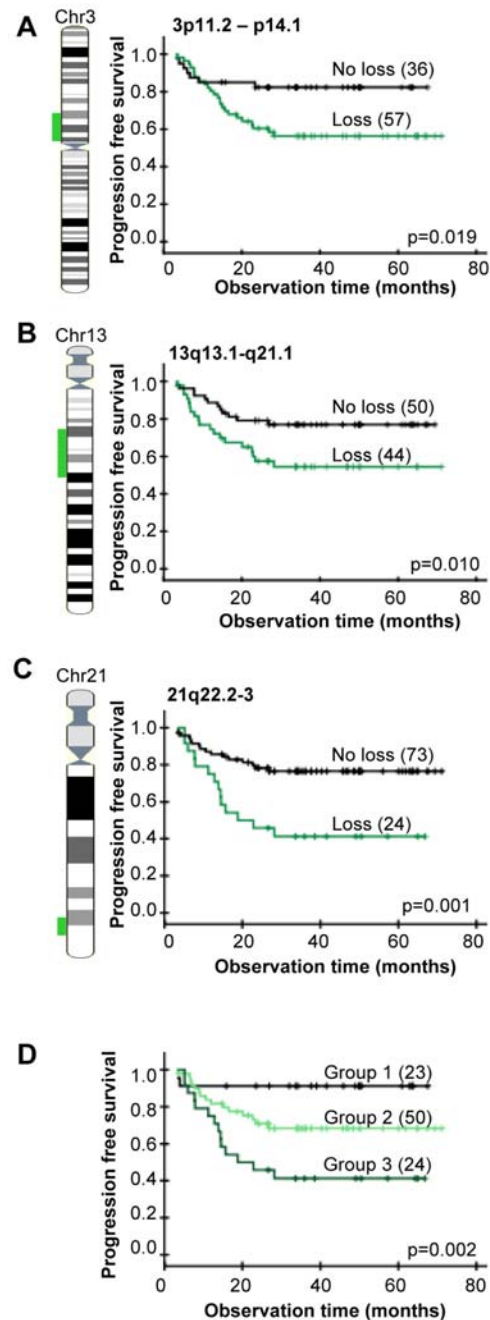 A
Chr3
3p11.2 – p14.1
Progression free survival
1.0
0.8
0.6
0.4
0.2
0.0
No loss (36)
Loss (57)
p=0.019
0 20 40 60 80
Observation time (months)
B
Chr13
13q13.1-q21.1
Progression free survival
1.0
0.8
0.6
0.4
0.2
0.0
No loss (50)
Loss (44)
p=0.010
0 20 40 60 80
Observation time (months)
C
Chr21
21q22.2-3
Progression free survival
1.0
0.8
0.6
0.4
0.2
0.0
No loss (73)
Loss (24)
p=0.001
0 20 40 60 80
Observation time (months)
D
Progression free survival
1.0
0.8
0.6
0.4
0.2
0.0
Group 1 (23)
Group 2 (50)
Group 3 (24)
p=0.002
0 20 40 60 80
Observation time (months)